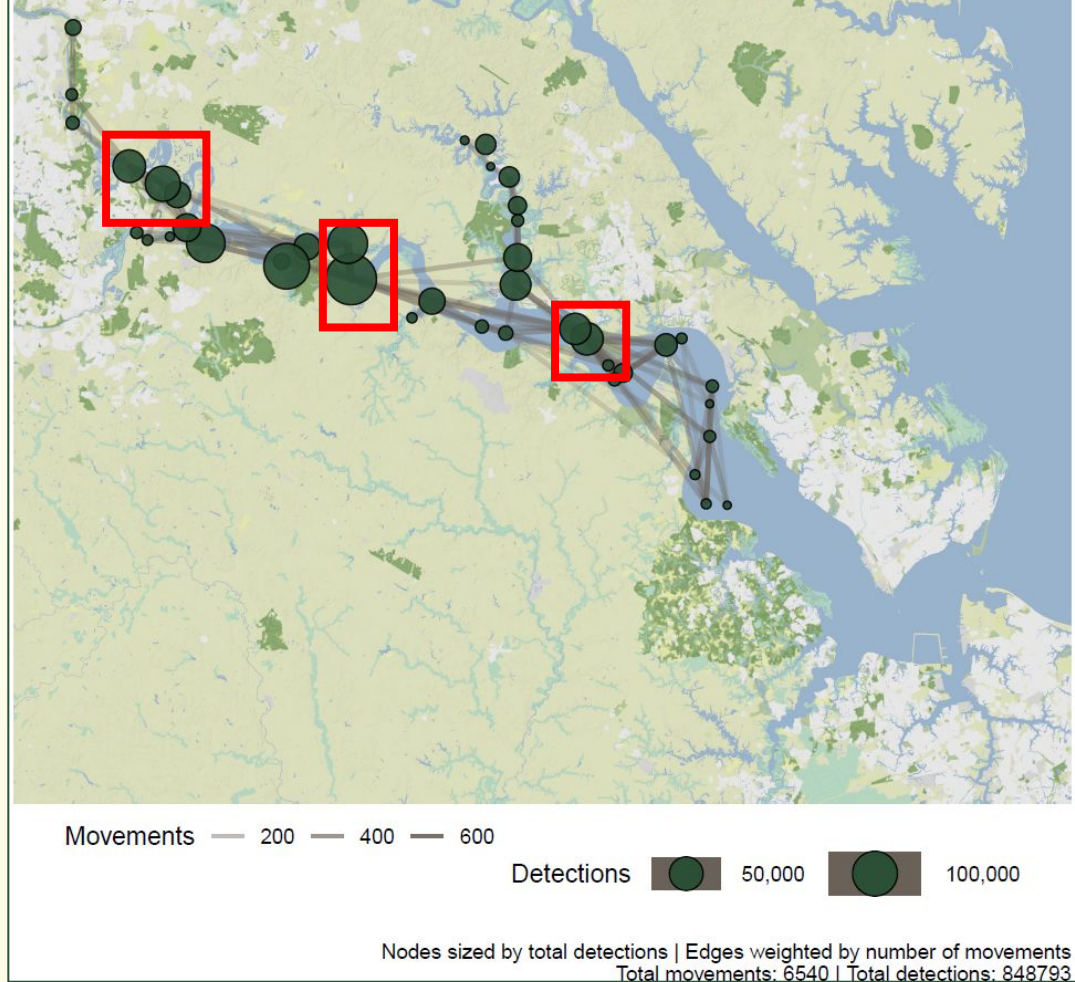 Movements 200 400 600
Detections 50,000 100,000
Nodes sized by total detections | Edges weighted by number of movements
Total movements: 6540 | Total detections: 848793